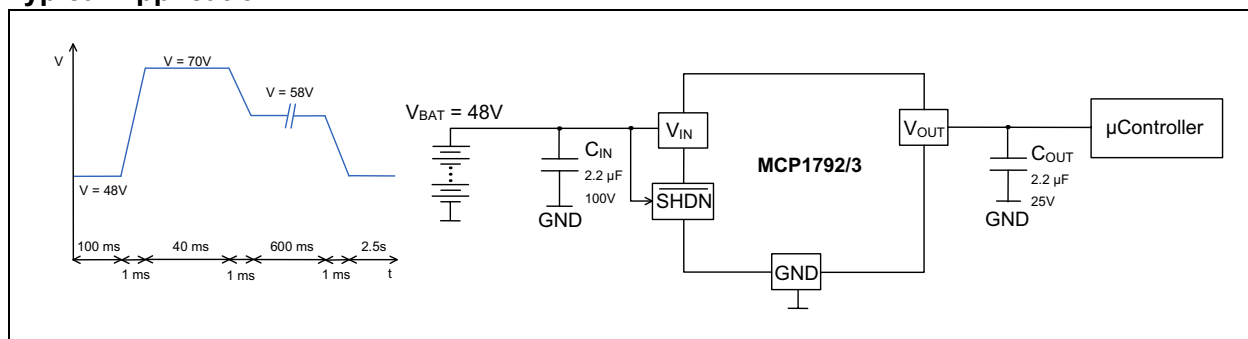 V
V = 70V
V = 58V
V = 48V
100 ms
1 ms
40 ms
1 ms
600 ms
1 ms
2.5s
t
VBAT = 48V
CIN
2.2 µF
100V
GND
VIN
SHDN
MCP1792/3
GND
VOUT
COUT
2.2 µF
25V
GND
µController